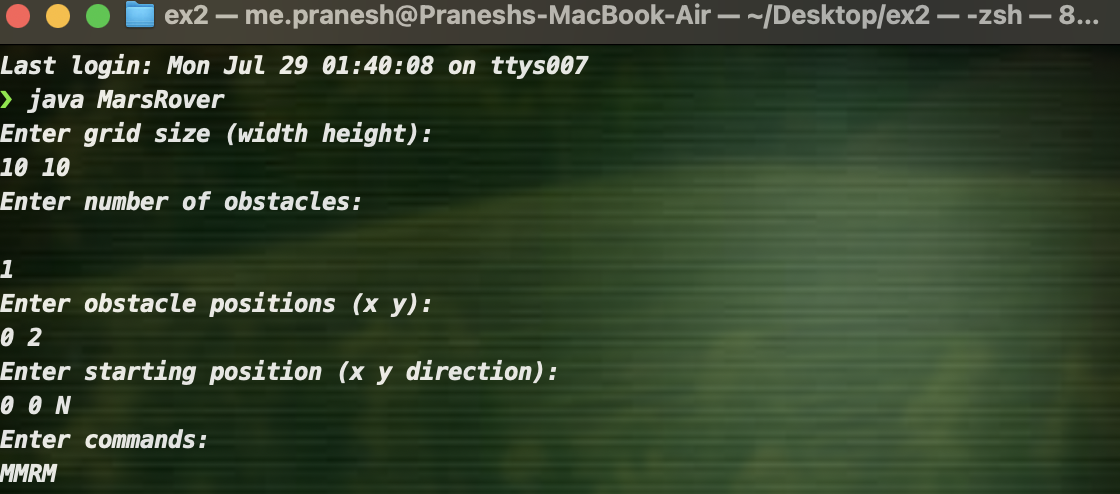 ex2 — me.pranesh@Praneshs-MacBook-Air — ~/Desktop/ex2 — -zsh — 8...
Last login: Mon Jul 29 01:40:08 on ttys007
❯ java MarsRover
Enter grid size (width height):
10 10
Enter number of obstacles:
1
Enter obstacle positions (x y):
0 2
Enter starting position (x y direction):
0 0 N
Enter commands:
MMRM